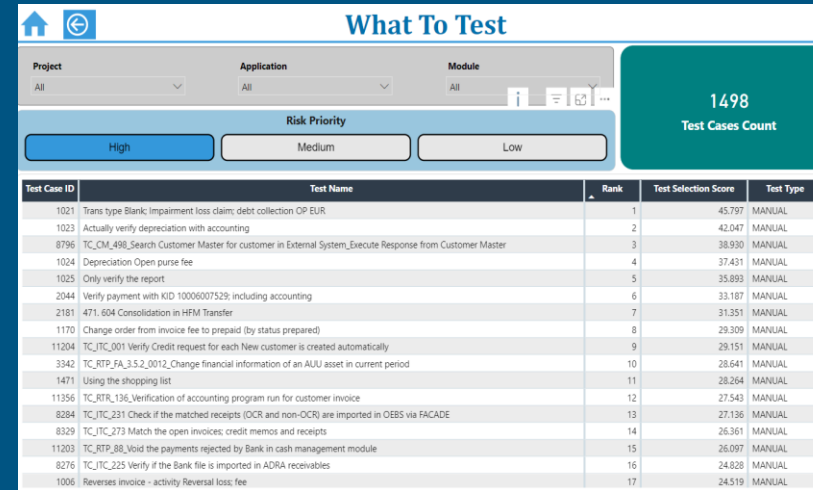 What To Test
Project Application Module
All All All
Risk Priority
High Medium Low
1498
Test Cases Count
Test Case ID Test Name Rank Test Selection Score Test Type
1021 Trans type Blank; Impairment loss claim; debt collection OP EUR 1 45.797 MANUAL
1023 Actually verify depreciation with accounting 2 42.047 MANUAL
8796 TC_CM_498_Search Customer Master for customer in External System_Execute Response from Customer Master 3 38.930 MANUAL
1024 Depreciation Open purse fee 4 37.431 MANUAL
1025 Only verify the report 5 35.893 MANUAL
2044 Verify payment with KID 10006007529; including accounting 6 33.187 MANUAL
2181 471. 604 Consolidation in HFM Transfer 7 31.351 MANUAL
1170 Change order from invoice fee to prepaid (by status prepared) 8 29.309 MANUAL
11204 TC_ITC_001 Verify Credit request for each New customer is created automatically 9 29.151 MANUAL
3342 TC_RTP_FA_3.5.2_0012_Change financial information of an AUU asset in current period 10 28.641 MANUAL
1471 Using the shopping list 11 28.264 MANUAL
11356 TC_RTR_136_Verification of accounting program run for customer invoice 12 27.543 MANUAL
8284 TC_ITC_231 Check if the matched receipts (OCR and non-OCR) are imported in OEBS via FACADE 13 27.136 MANUAL
8329 TC_ITC_273 Match the open invoices; credit memos and receipts 14 26.361 MANUAL
11203 TC_RTP_88_Void the payments rejected by Bank in cash management module 15 26.097 MANUAL
8276 TC_ITC_225 Verify if the Bank file is imported in ADRA receivables 16 24.828 MANUAL
1006 Reverses invoice - activity Reversal loss; fee 17 24.519 MANUAL